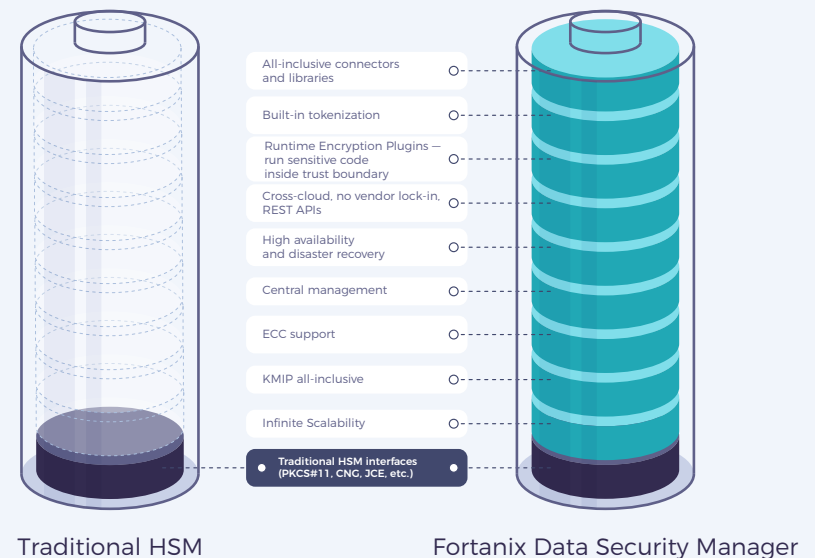 All-inclusive connectors
and libraries
Built-in tokenization
Runtime Encryption Plugins —
run sensitive code
inside trust boundary
Cross-cloud, no vendor lock-in,
REST APIs
High availability
and disaster recovery
Central management
ECC support
KMIP all-inclusive
Infinite Scalability
Traditional HSM interfaces
(PKCS#11, CNG, JCE, etc.)
Traditional HSM
Fortanix Data Security Manager